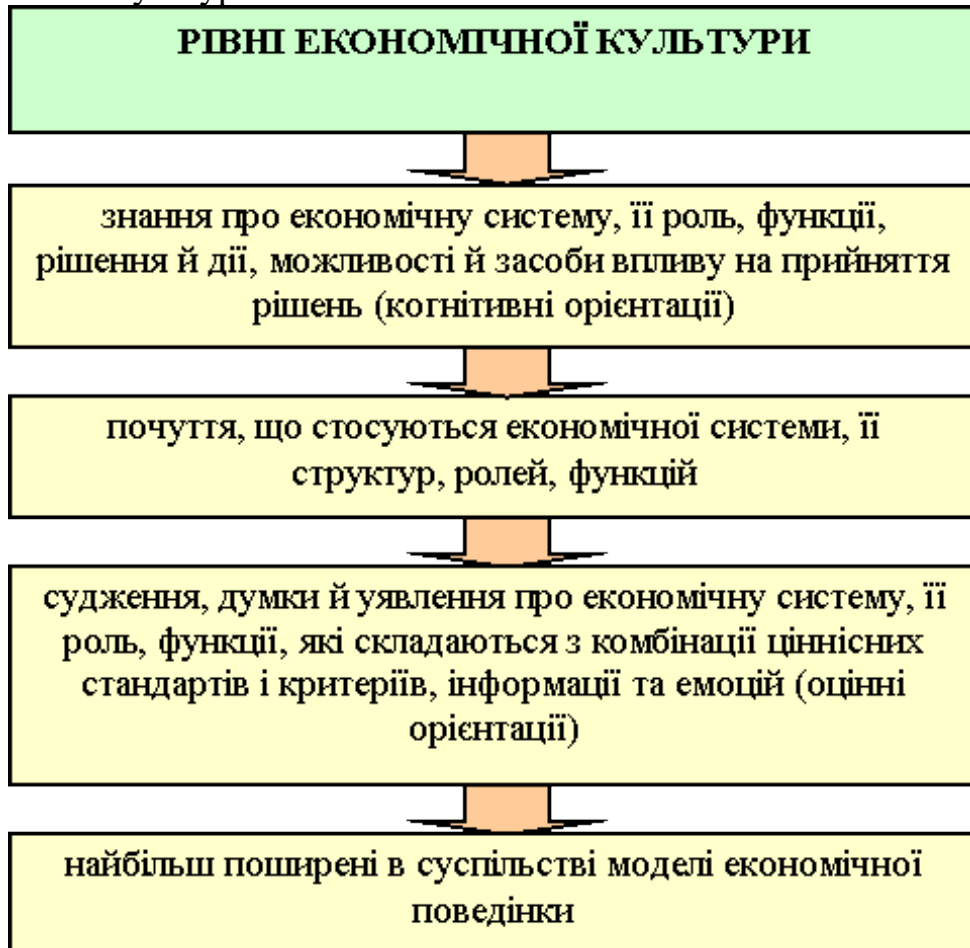 РІВНІ ЕКОНОМІЧНОЇ КУЛЬТУРИ
знання про економічну систему, її роль, функції,
рішення й дії, можливості й засоби впливу на прийняття
рішень (когнітивні орієнтації)
почуття, що стосуються економічної системи, її
структур, ролей, функцій
судження, думки й уявлення про економічну систему, її
роль, функції, які складаються з комбінації ціннісних
стандартів і критеріїв, інформації та емоцій (оцінні
орієнтації)
найбільш поширені в суспільстві моделі економічної
поведінки